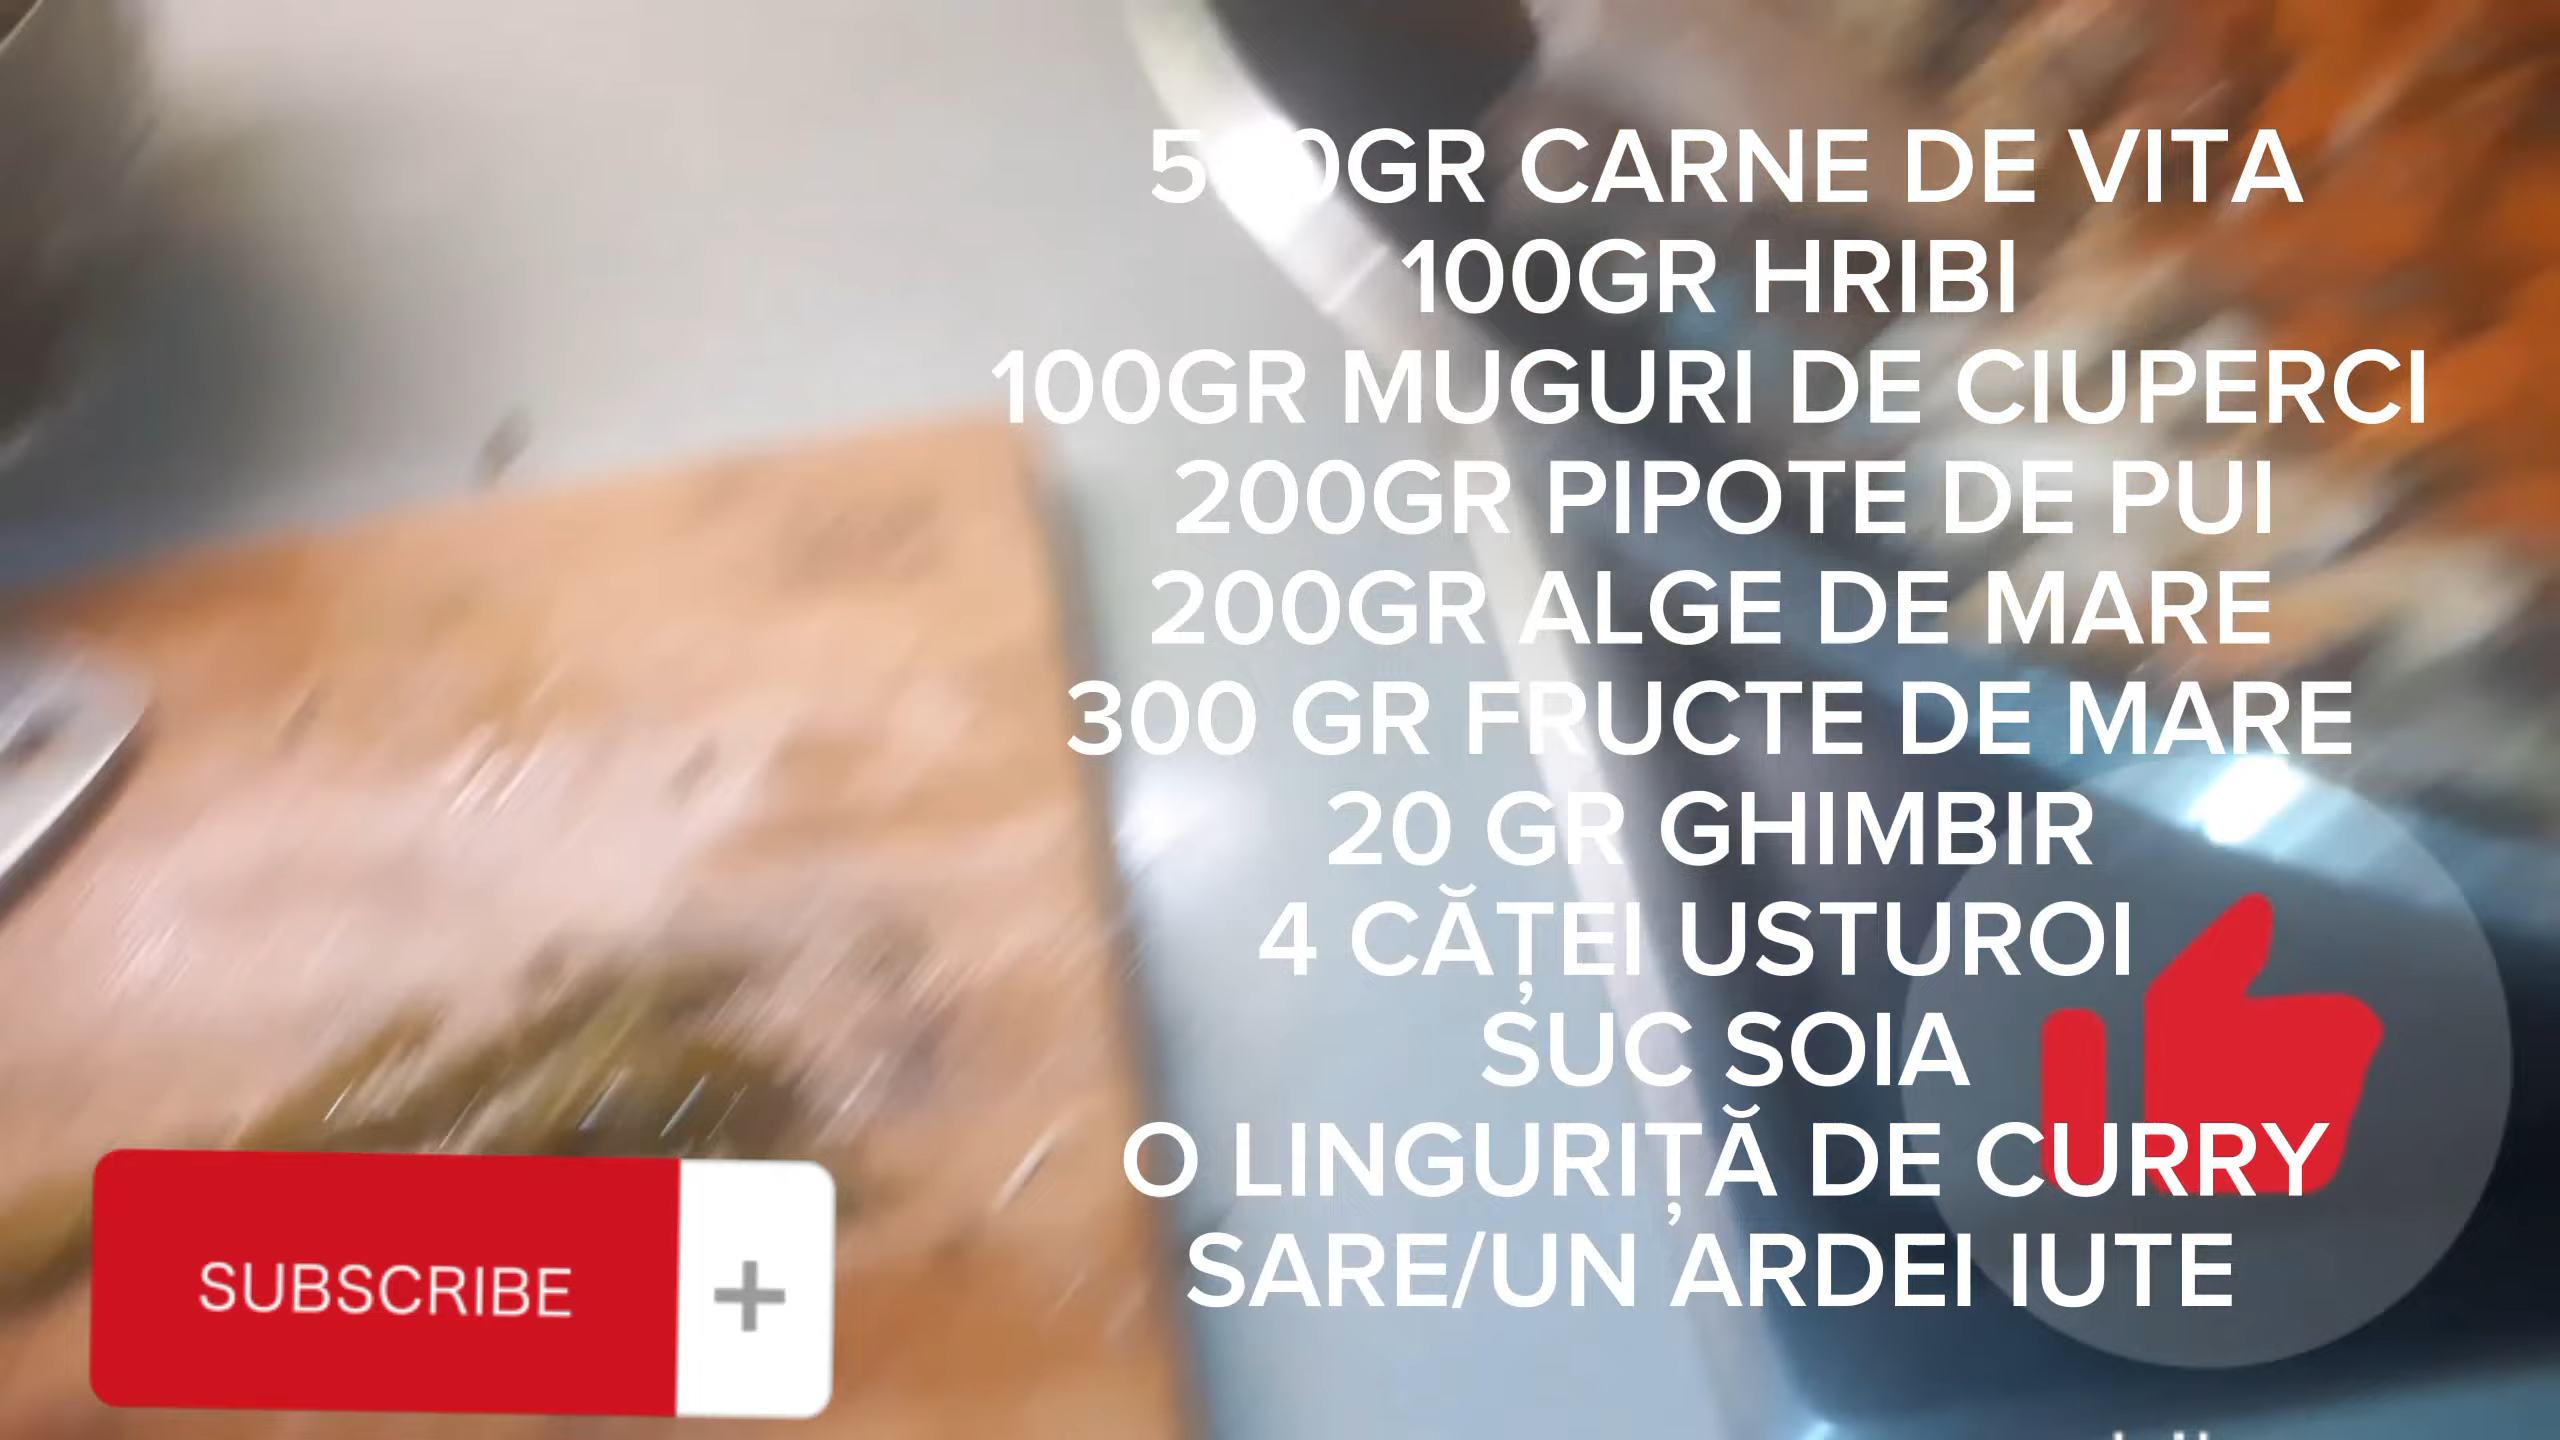 500GR CARNE DE VITA
100GR HRIBI
100GR MUGURI DE CIUPERCI
200GR PIPOTE DE PUI
200GR ALGE DE MARE
300 GR FRUCTE DE MARE
20 GR GHIMBIR
4 CĂȚEI USTUROI
SUC SOIA
O LINGURIȚĂ DE CURRY
SARE/UN ARDEI IUTE
SUBSCRIBE +